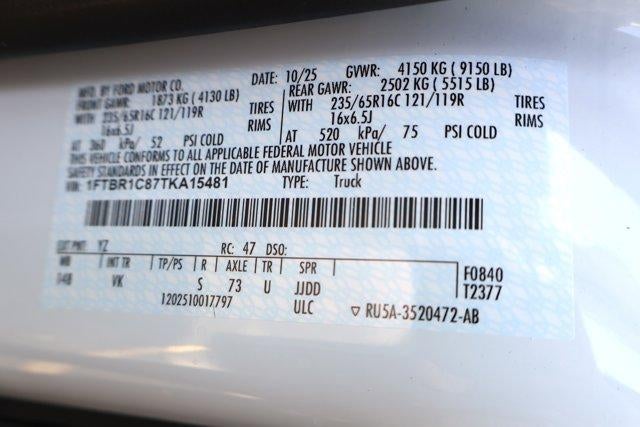 MFD. BY FORD MOTOR CO.
DATE: 10/25 GVWR: 4150 KG ( 9150 LB)
FRONT GAWR: 1873 KG ( 4130 LB)
REAR GAWR: 2502 KG ( 5515 LB)
WITH 235/65R16C 121/119R TIRES
WITH 235/65R16C 121/119R TIRES
16x6.5J RIMS
16x6.5J RIMS
AT 360 kPa/ 52 PSI COLD
AT 520 kPa/ 75 PSI COLD
THIS VEHICLE CONFORMS TO ALL APPLICABLE FEDERAL MOTOR VEHICLE
SAFETY STANDARDS IN EFFECT ON THE DATE OF MANUFACTURE SHOWN ABOVE.
VIN: 1FTBR1C87TKA15481 TYPE: Truck
EXT PNT: YZ RC: 47 DSO:
WB INT TR TP/PS R AXLE TR SPR
148 VK S 73 U JJDD
F0840
T2377
1202510017797 ULC
▽ RU5A-3520472-AB